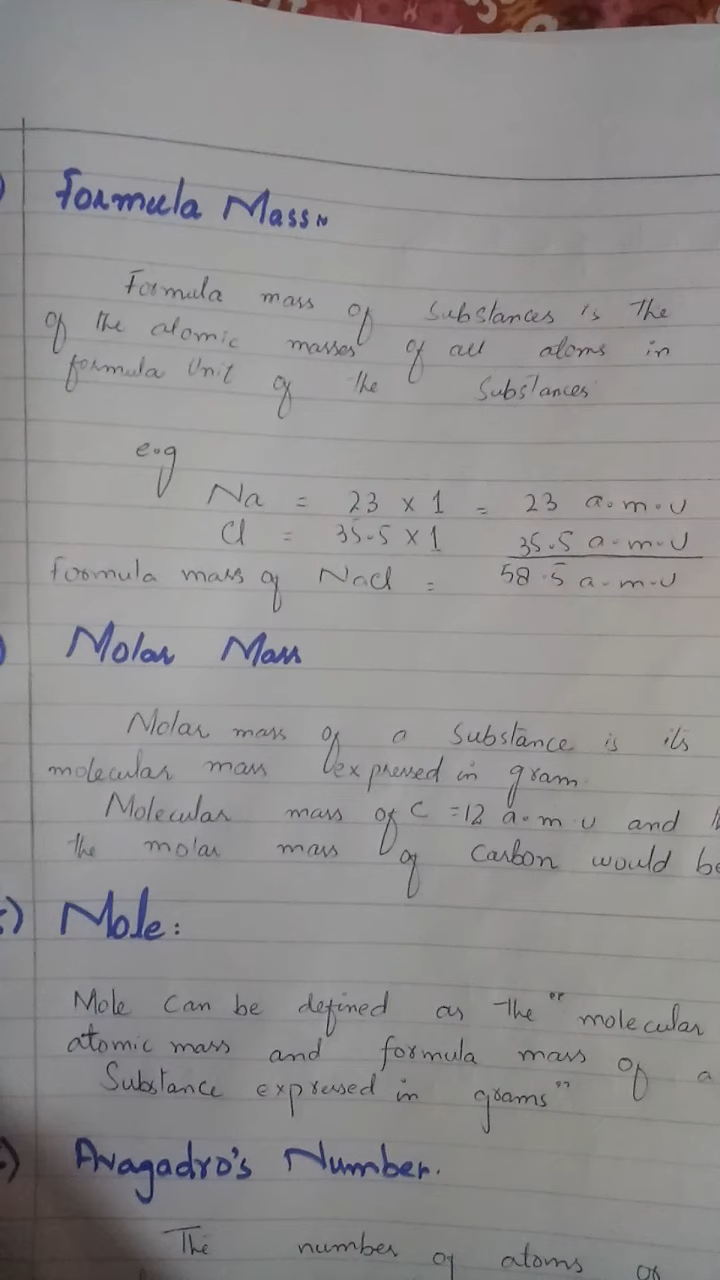 Formula Mass
Formula mass of Substances is the
of the atomic masses of all atoms in
formula Unit of the Substances
e.g
Na = 23 x 1 = 23 a.m.u
Cl = 35.5 x 1 35.5 a.m.u
formula mass of Nacl = 58.5 a.m.u
Molar Mass
Molar mass of a Substance is its
molecular mass expressed in gram.
Molecular mass of C = 12 a.m.u and
the molar mass of Carbon would be
Mole:
Mole can be defined as the "molecular
atomic mass and formula mass of a
Substance expressed in grams"
Avagadro's Number.
The number of atoms or